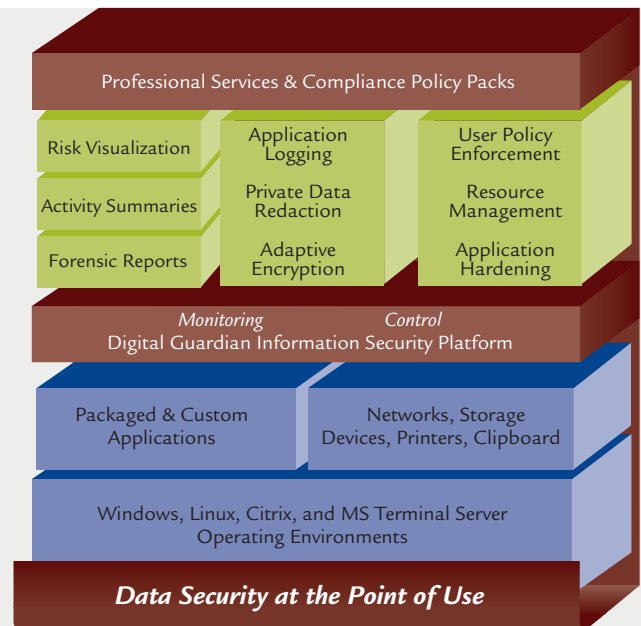 Professional Services & Compliance Policy Packs
Risk Visualization
Activity Summaries
Forensic Reports
Application
Logging
Private Data
Redaction
Adaptive
Encryption
User Policy
Enforcement
Resource
Management
Application
Hardening
Monitoring Control
Digital Guardian Information Security Platform
Packaged & Custom
Applications
Networks, Storage
Devices, Printers, Clipboard
Windows, Linux, Citrix, and MS Terminal Server
Operating Environments
Data Security at the Point of Use